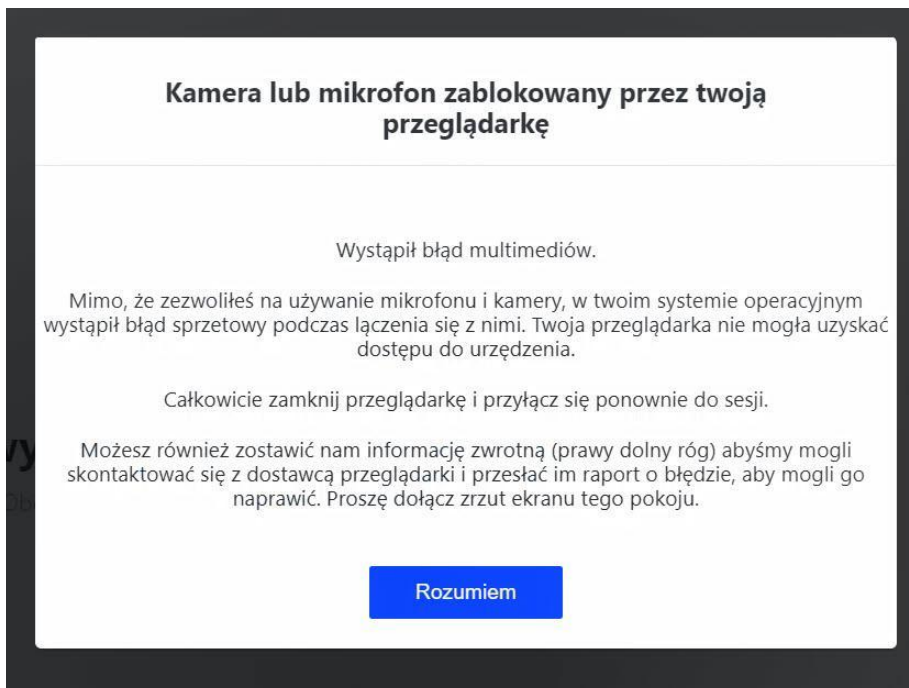 Kamera lub mikrofon zablokowany przez twoją
przeglądarkę
Wystąpił błąd multimediów.
Mimo, że zezwoliłeś na używanie mikrofonu i kamery, w twoim systemie operacyjnym
wystąpił błąd sprzetowy podczas lączenia się z nimi. Twoja przeglądarka nie mogła uzyskać
dostępu do urzędzenia.
Całkowicie zamknij przeglądarkę i przyłącz się ponownie do sesji.
Możesz również zostawić nam informację zwrotną (prawy dolny róg) abyśmy mogli
skontaktować się z dostawcą przeglądarki i przesłać im raport o błędzie, aby mogli go
naprawić. Proszę dołącz zrzut ekranu tego pokoju.
Rozumiem